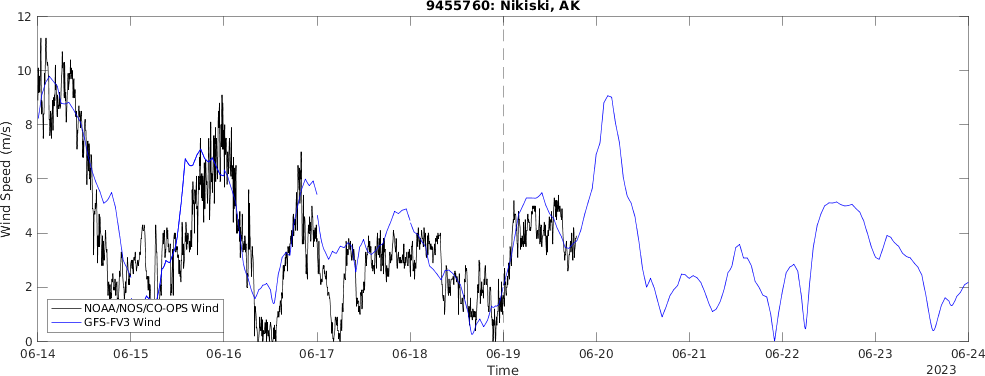 9455760: Nikiski, AK
Wind Speed (m/s)
12
10
8
6
4
2
0
NOAA/NOS/CO-OPS Wind
GFS-FV3 Wind
06-14 06-15 06-16 06-17 06-18 06-19 06-20 06-21 06-22 06-23 06-24
Time
2023